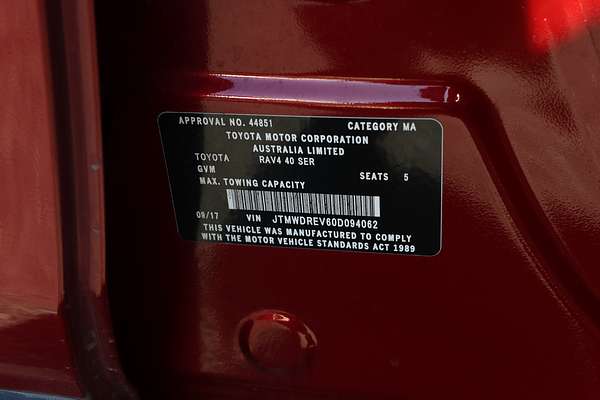 APPROVAL NO. 44851 CATEGORY MA
TOYOTA MOTOR CORPORATION
AUSTRALIA LIMITED
TOYOTA RAV4 40 SER
GVM SEATS 5
MAX. TOWING CAPACITY
09/17 VIN JTMWDREV60D094062
THIS VEHICLE WAS MANUFACTURED TO COMPLY
WITH THE MOTOR VEHICLE STANDARDS ACT 1989